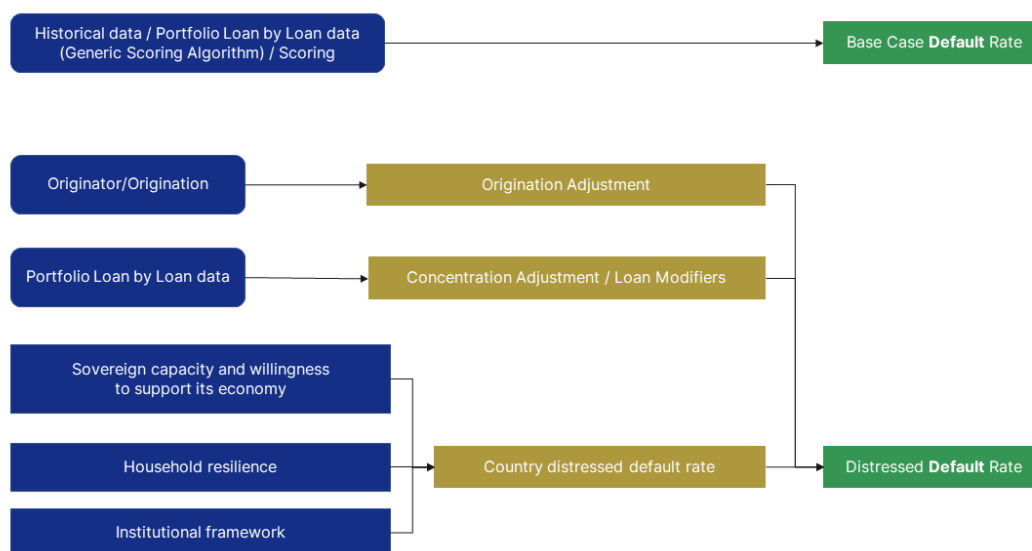 Historical data / Portfolio Loan by Loan data
(Generic Scoring Algorithm) / Scoring
Base Case Default Rate
Originator/Origination
Origination Adjustment
Portfolio Loan by Loan data
Concentration Adjustment / Loan Modifiers
Sovereign capacity and willingness
to support its economy
Household resilience
Country distressed default rate
Distressed Default Rate
Institutional framework